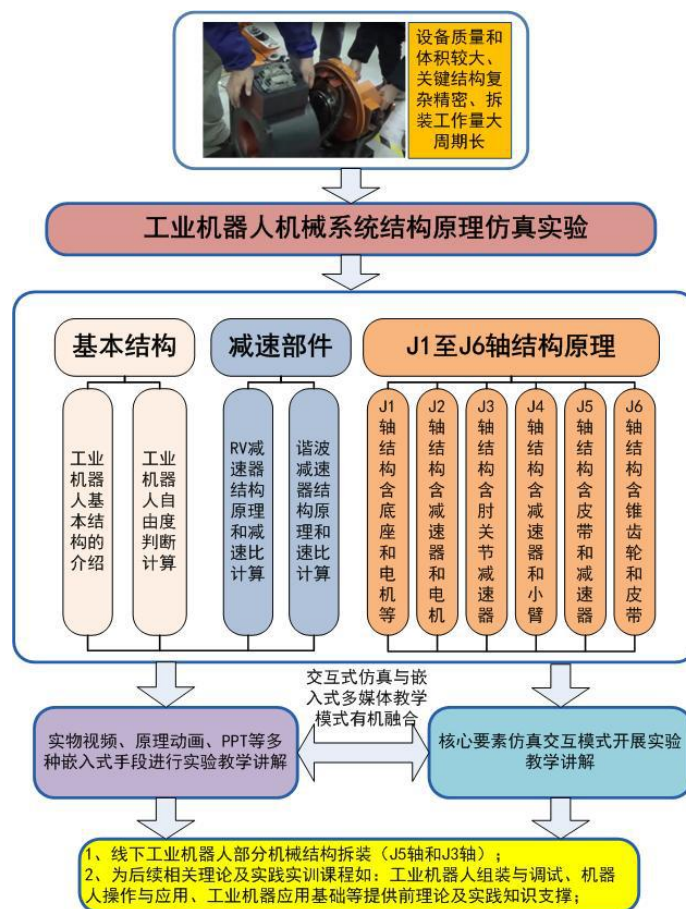 设备质量和
体积较大、
关键结构复
杂精密、拆
装工作量大
周期长
工业机器人机械系统结构原理仿真实验
基本结构
减速部件
J1至J6轴结构原理
工业机器人基本结构的介绍
工业机器人自由度判断计算
RV减速器结构原理和减速比计算
谐波减速器结构原理和速比计算
J1轴结构含底座和电机等
J2轴结构含减速器和电机
J3轴结构含肘关节减速器
J4轴结构含减速器和小臂
J5轴结构含皮带和减速器
J6轴结构含锥齿轮和皮带
交互式仿真与嵌
入式多媒体教学
模式有机融合
实物视频、原理动画、PPT等多
种嵌入式手段进行实验教学讲解
核心要素仿真交互模式开展实验
教学讲解
1、线下工业机器人部分机械结构拆装（J5轴和J3轴）；
2、为后续相关理论及实践实训课程如：工业机器人组装与调试、机器
人操作与应用、工业机器应用基础等提供前理论及实践知识支撑；